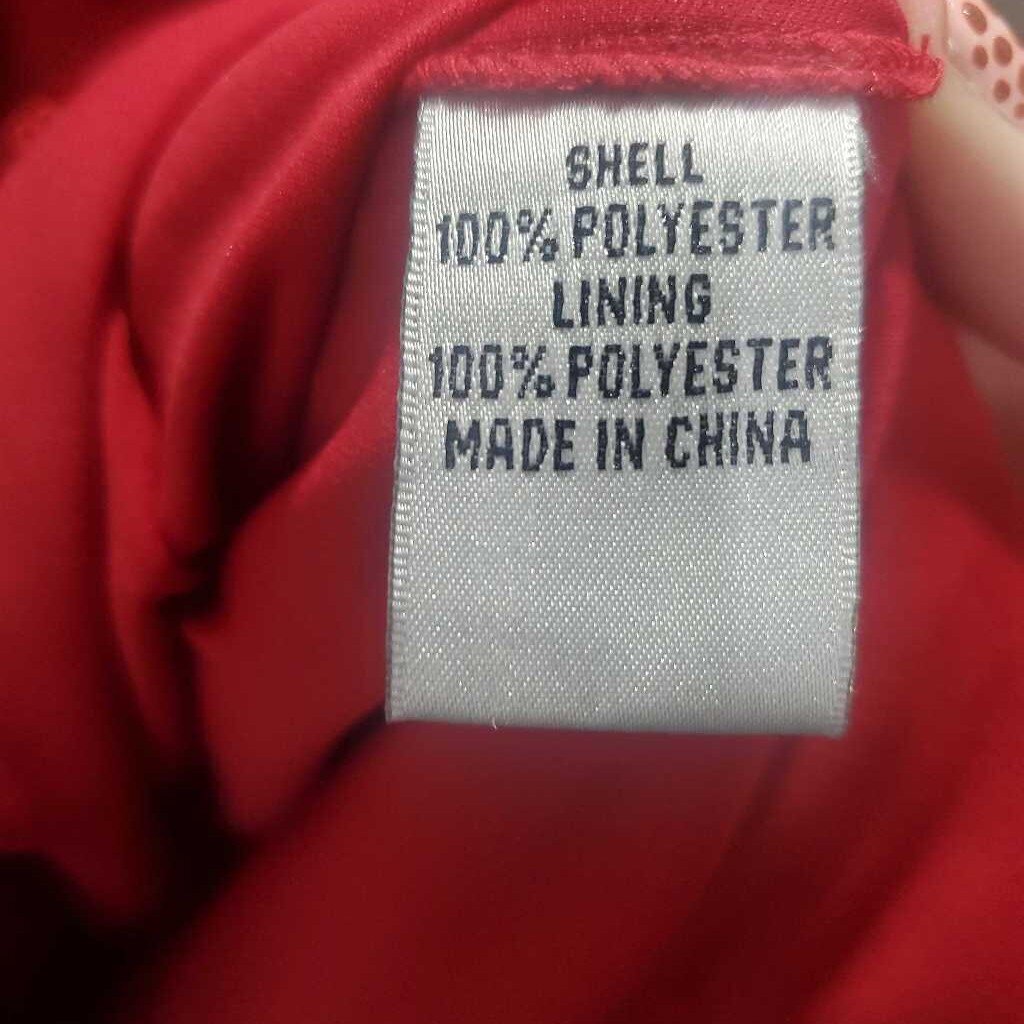 SHELL
100% POLYESTER
LINING
100% POLYESTER
MADE IN CHINA